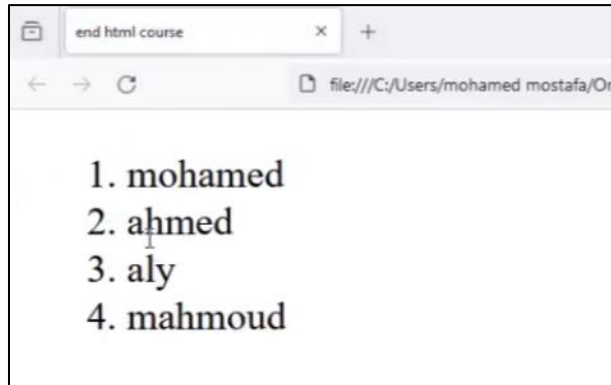 end html course
file:///C:/Users/mohamed mostafa/Or
1. mohamed
2. ahmed
3. aly
4. mahmoud